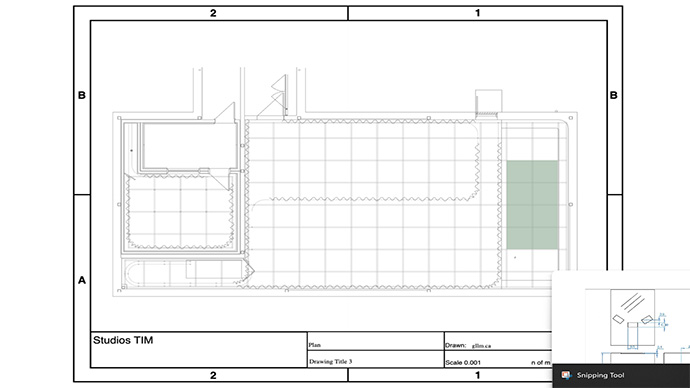 2 1
B B
A
Studios TIM
Plan
Drawn: gllm.ca
Drawing Title 3
Scale 0.001 n of m
2 1
Snipping Tool